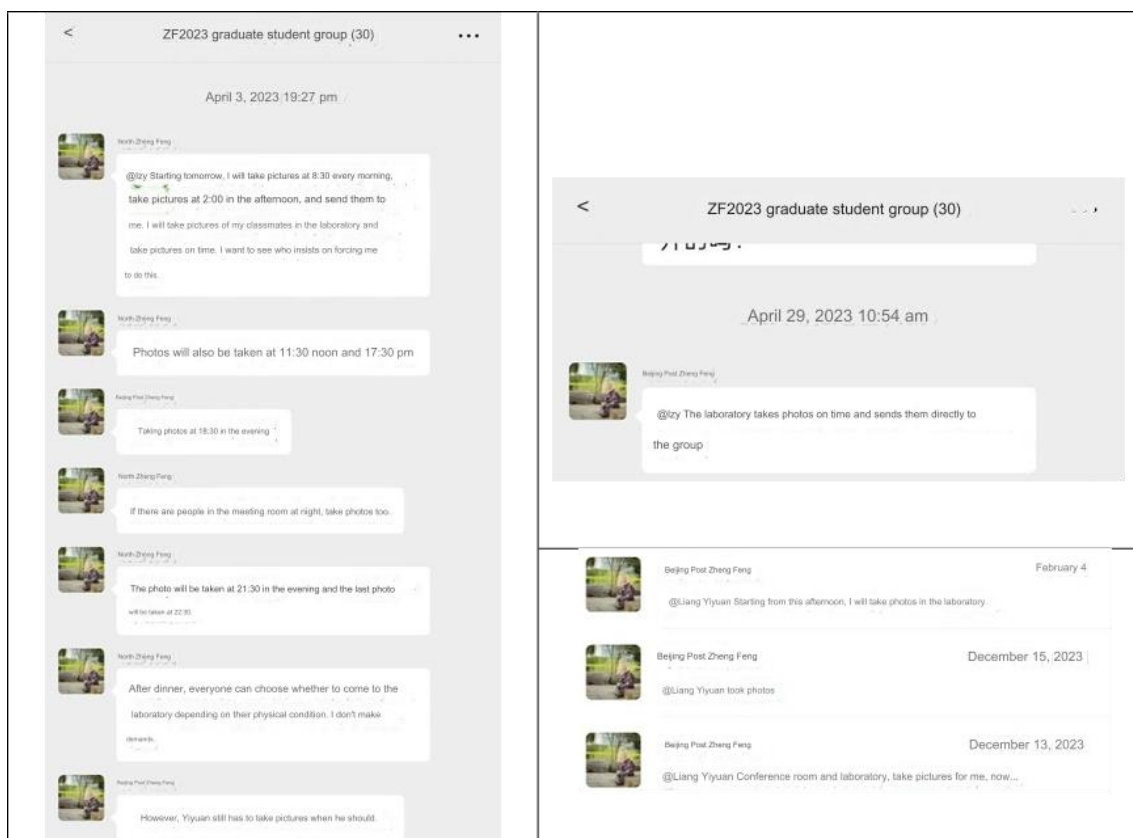 <
ZF2023 graduate student group (30)
April 3, 2023 19:27 pm
North Zheng Feng
@lzy Starting tomorrow, I will take pictures at 8:30 every morning,
take pictures at 2:00 in the afternoon, and send them to
me. I will take pictures of my classmates in the laboratory and
take pictures on time. I want to see who insists on forcing me
to do this.
North Zheng Feng
Photos will also be taken at 11:30 noon and 17:30 pm
Beijing Post Zheng Feng
Taking photos at 18:30 in the evening
North Zheng Feng
If there are people in the meeting room at night, take photos too.
North Zheng Feng
The photo will be taken at 21:30 in the evening and the last photo
will be taken at 22:30.
North Zheng Feng
After dinner, everyone can choose whether to come to the
laboratory depending on their physical condition. I don't make
demands.
Beijing Post Zheng Feng
However, Yiyuan still has to take pictures when he should.
<
ZF2023 graduate student group (30)
April 29, 2023 10:54 am
Beijing Post Zheng Feng
@lzy The laboratory takes photos on time and sends them directly to
the group
Beijing Post Zheng Feng
February 4
@Liang Yiyuan Starting from this afternoon, I will take photos in the laboratory.
Beijing Post Zheng Feng
December 15, 2023
@Liang Yiyuan took photos
Beijing Post Zheng Feng
December 13, 2023
@Liang Yiyuan Conference room and laboratory, take pictures for me, now...